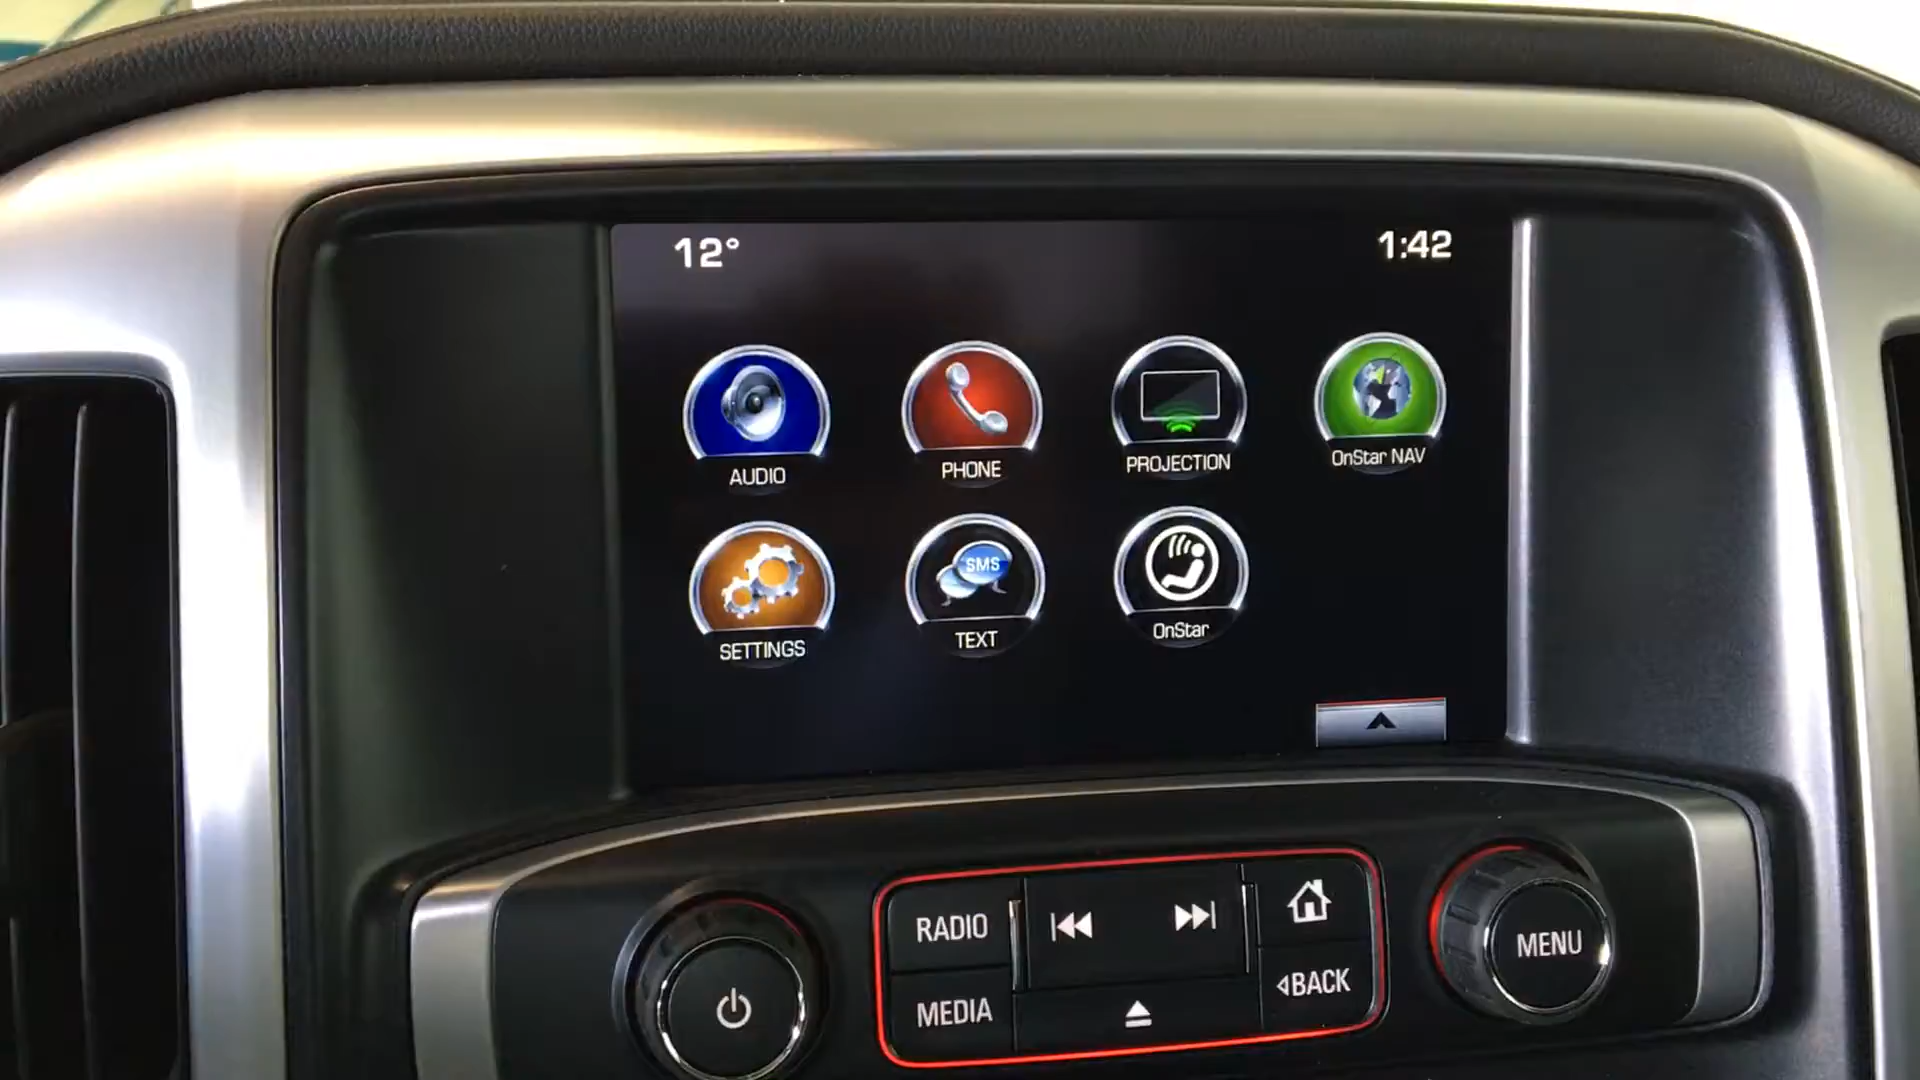 12° 1:42
AUDIO PHONE PROJECTION OnStar NAV
SMS
SETTINGS TEXT OnStar
RADIO
MEDIA
BACK
MENU